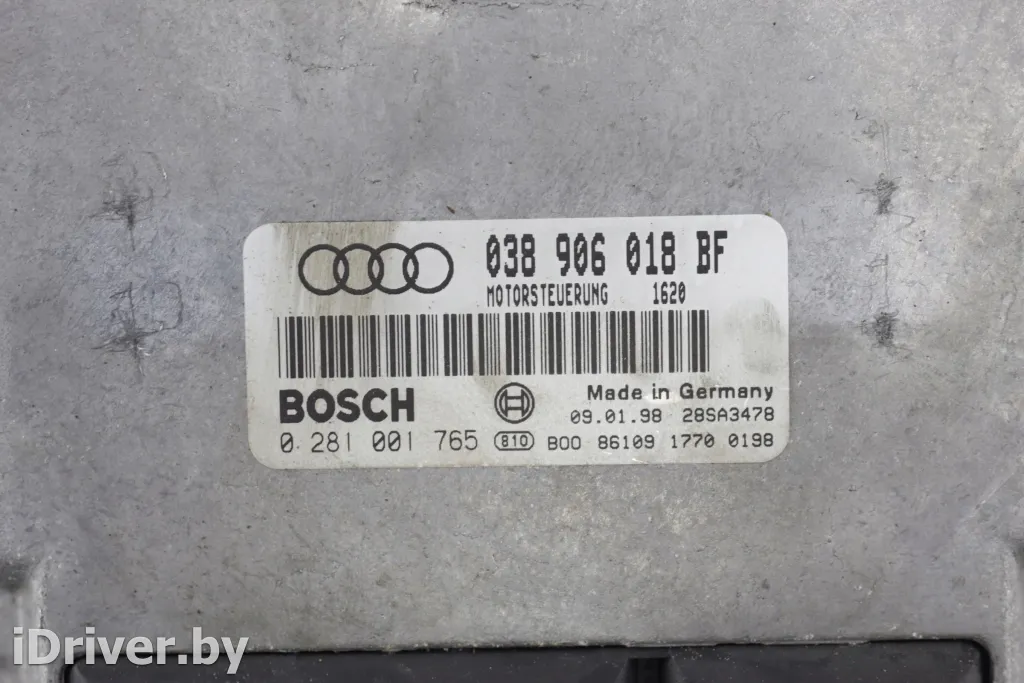 038 906 018 BF
MOTORSTEUERUNG 1620
BOSCH
Made in Germany
09.01.98 28SA3478
0 281 001 765 810 B00 86109 1770 0198
iDriver.by